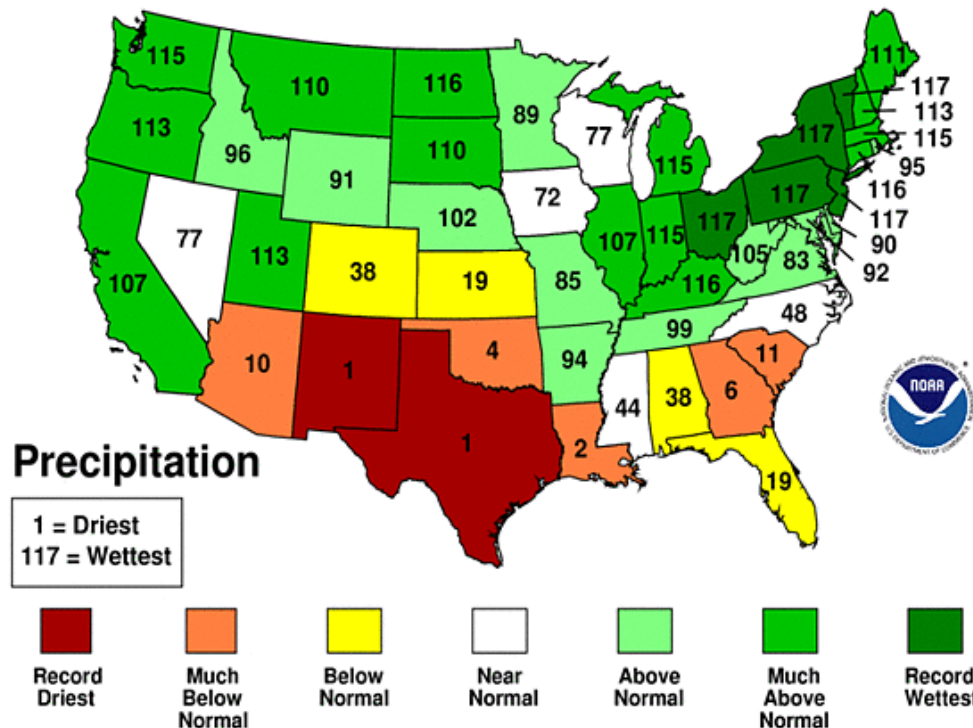 115
110
116
89
77
111
117
113
115
95
116
117
90
92
113
96
91
110
72
115
117
117
107
77
113
38
102
19
85
107
115
117
116
105
83
48
99
10
1
4
94
44
38
6
11
1
2
19
NOAA
Precipitation
1 = Driest
117 = Wettest
Record
Driest
Much
Below
Normal
Below
Normal
Near
Normal
Above
Normal
Much
Above
Normal
Record
Wettest